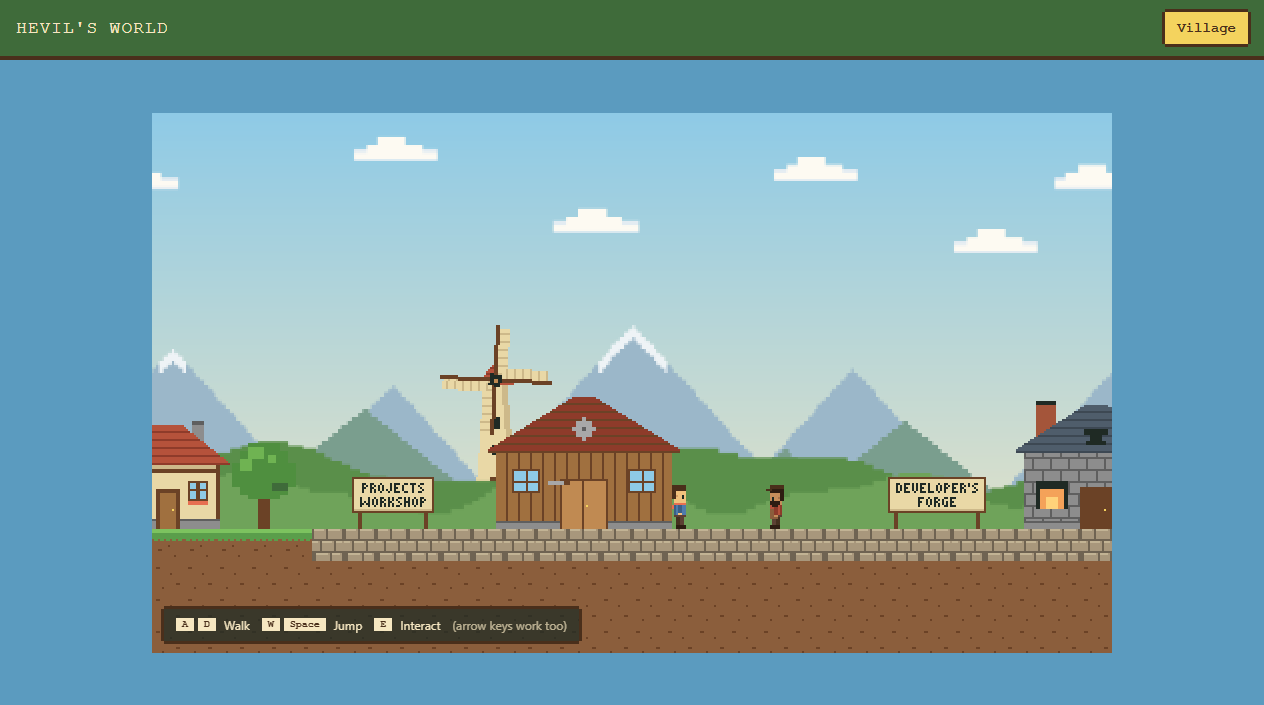 HEVIL'S WORLD
Village
PROJECTS
WORKSHOP
DEVELOPER'S
FORGE
A D Walk W Space Jump E Interact (arrow keys work too)